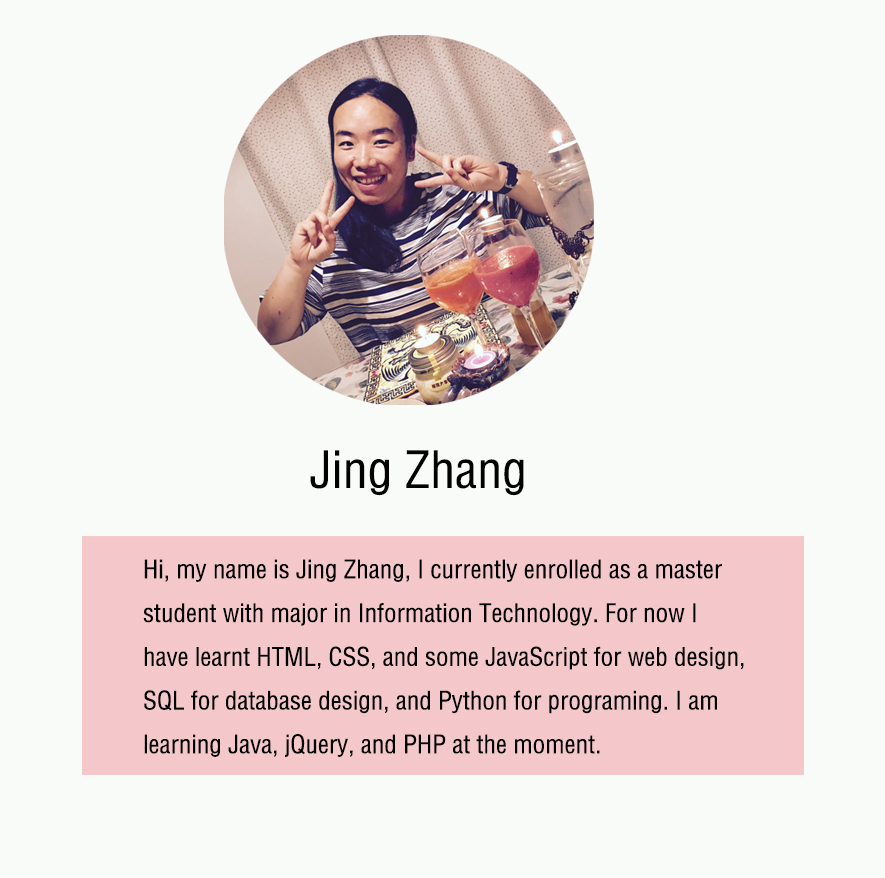 Jing Zhang
Hi, my name is Jing Zhang, I currently enrolled as a master
student with major in Information Technology. For now I
have learnt HTML, CSS, and some JavaScript for web design,
SQL for database design, and Python for programing. I am
learning Java, jQuery, and PHP at the moment.